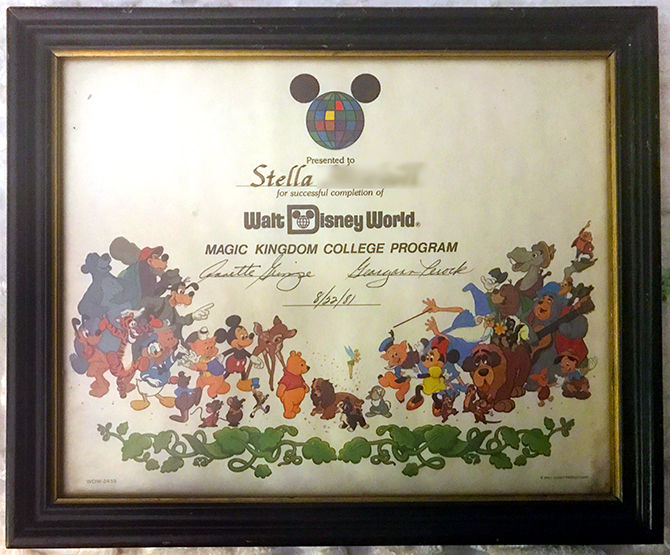 Presented to
Stella
for successful completion of
Walt Disney World®
MAGIC KINGDOM COLLEGE PROGRAM
8/22/81